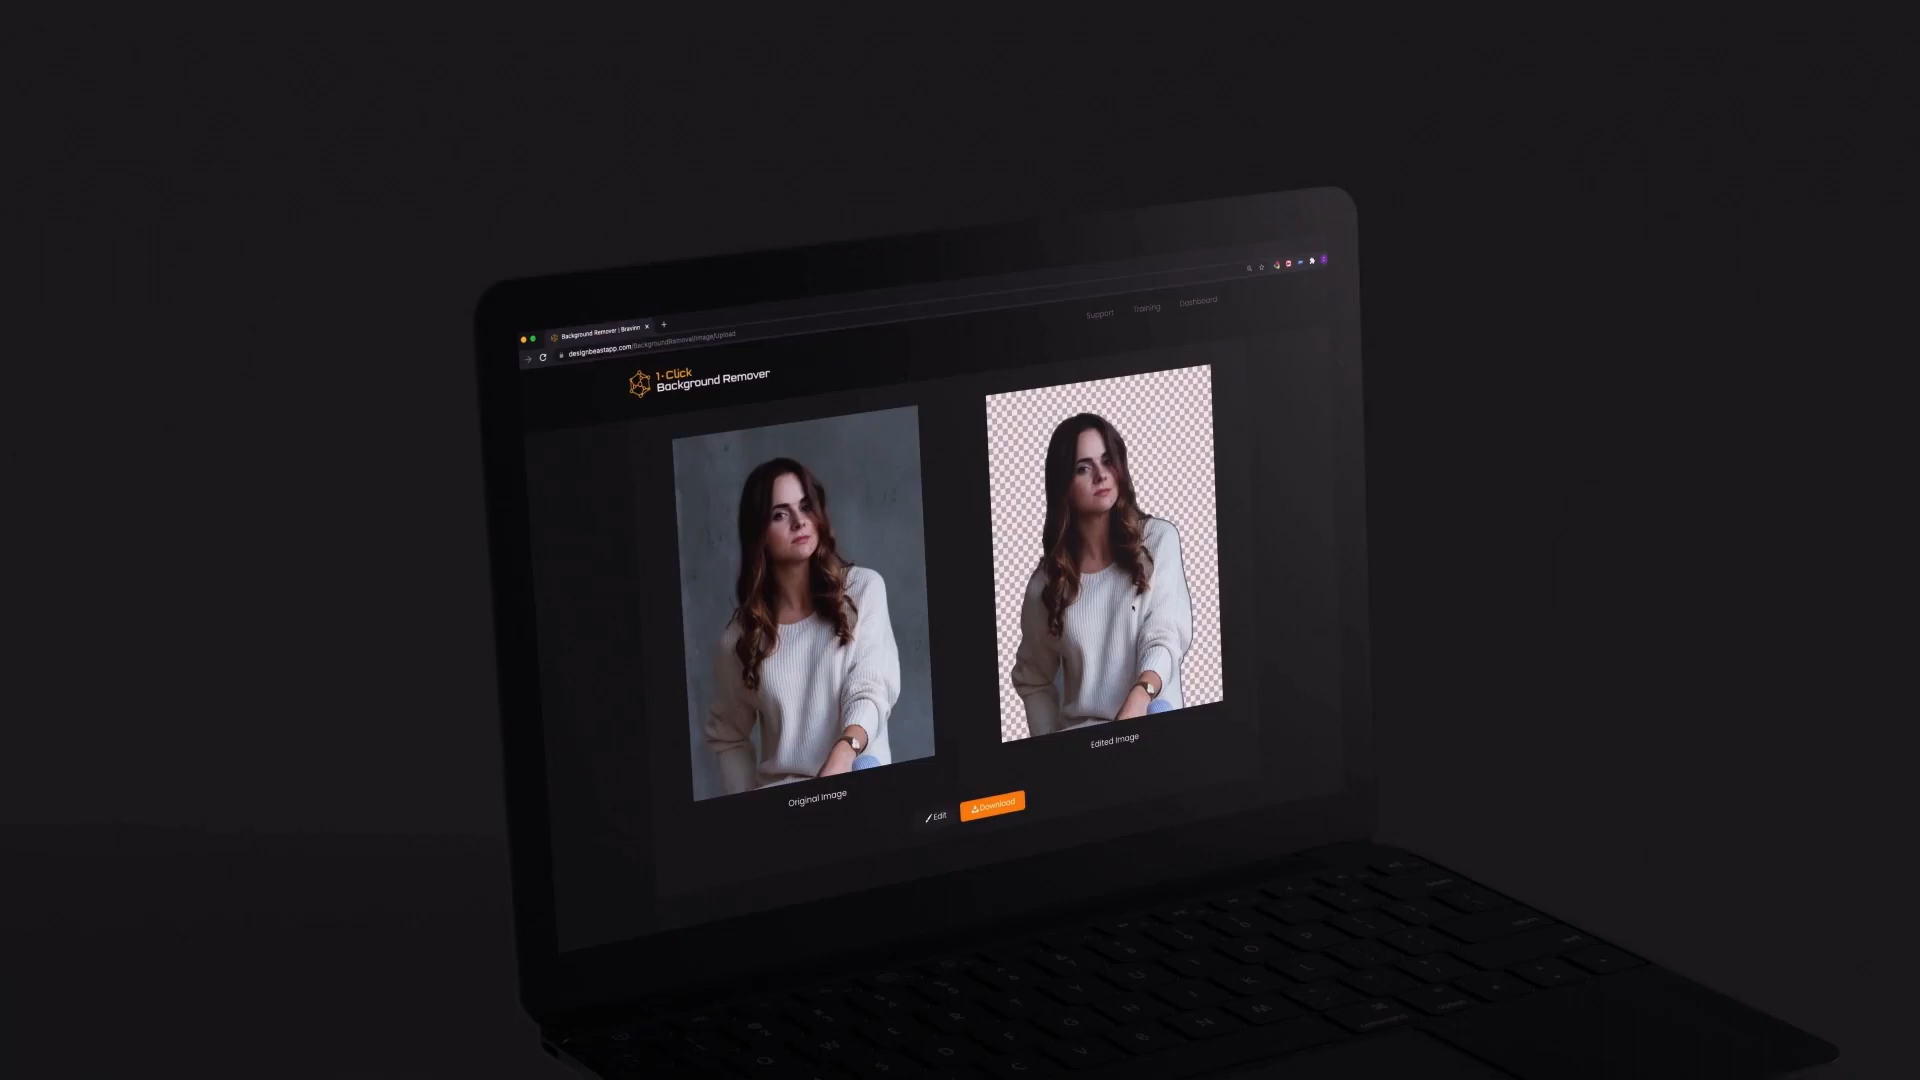 Background Remover | Bravinn
designbeastapp.com/BackgroundRemoval/Image/Upload
1-Click
Background Remover
Support
Training
Dashboard
Original Image
Edited Image
Edit
Download